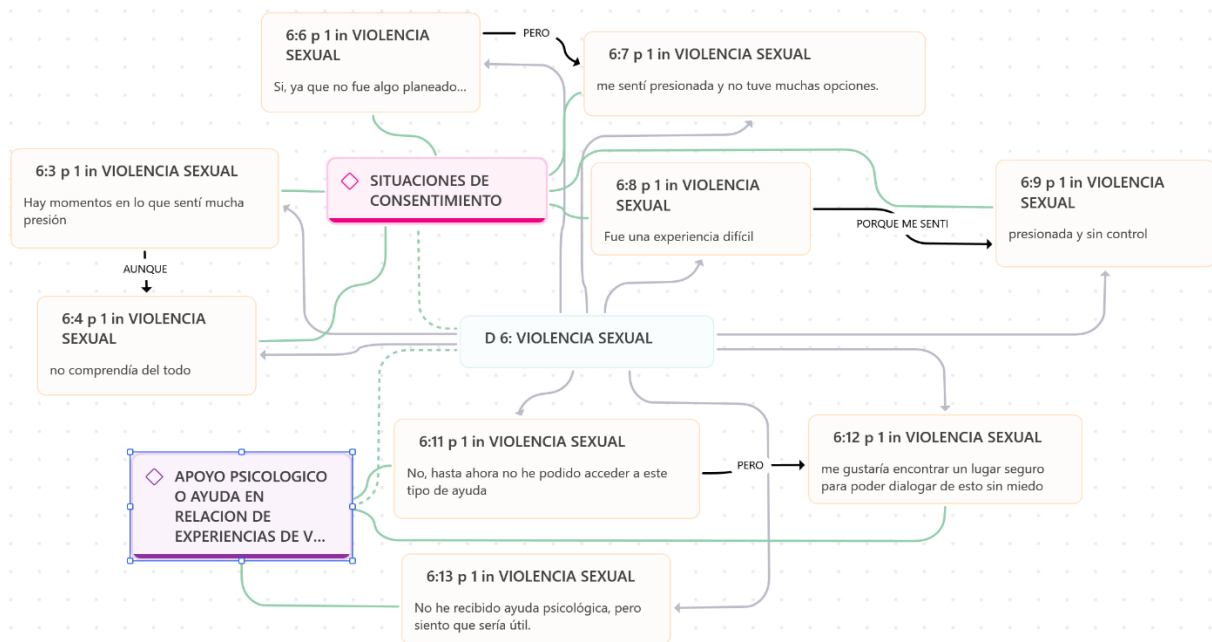 6:6 p 1 in VIOLENCIA
SEXUAL
Si, ya que no fue algo planeado...
PERO
6:7 p 1 in VIOLENCIA SEXUAL
me sentí presionada y no tuve muchas opciones.
6:3 p 1 in VIOLENCIA SEXUAL
Hay momentos en lo que sentí mucha
presión
SITUACIONES DE
CONSENTIMIENTO
6:8 p 1 in VIOLENCIA
SEXUAL
Fue una experiencia difícil
PORQUE ME SENTI
6:9 p 1 in VIOLENCIA
SEXUAL
presionada y sin control
AUNQUE
6:4 p 1 in VIOLENCIA
SEXUAL
no comprendía del todo
D 6: VIOLENCIA SEXUAL
6:11 p 1 in VIOLENCIA SEXUAL
No, hasta ahora no he podido acceder a este
tipo de ayuda
PERO
6:12 p 1 in VIOLENCIA SEXUAL
me gustaría encontrar un lugar seguro
para poder dialogar de esto sin miedo
APOYO PSICOLOGICO
O AYUDA EN
RELACION DE
EXPERIENCIAS DE V...
6:13 p 1 in VIOLENCIA SEXUAL
No he recibido ayuda psicológica, pero
siento que sería útil.